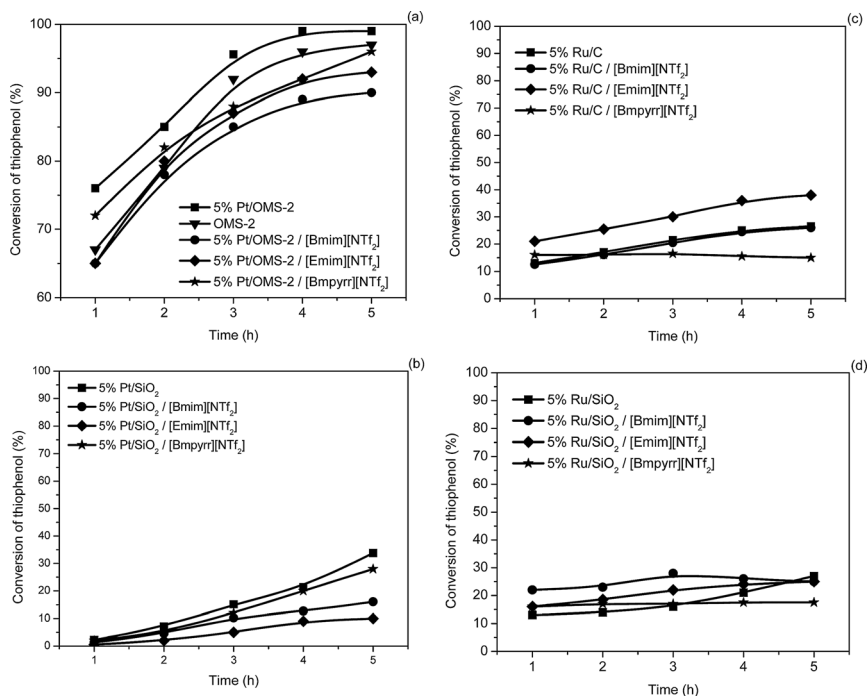 (a)
Conversion of thiophenol (%)
100
90
80
70
60
5% Pt/OMS-2
OMS-2
5% Pt/OMS-2 / [Bmim][NTf₂]
5% Pt/OMS-2 / [Emim][NTf₂]
5% Pt/OMS-2 / [Bmpyrr][NTf₂]
1 2 3 4 5
Time (h)
(c)
Conversion of thiophenol (%)
100
90
80
70
60
50
40
30
20
10
0
5% Ru/C
5% Ru/C / [Bmim][NTf₂]
5% Ru/C / [Emim][NTf₂]
5% Ru/C / [Bmpyrr][NTf₂]
1 2 3 4 5
Time (h)
(b)
Conversion of thiophenol (%)
100
90
80
70
60
50
40
30
20
10
0
5% Pt/SiO₂
5% Pt/SiO₂ / [Bmim][NTf₂]
5% Pt/SiO₂ / [Emim][NTf₂]
5% Pt/SiO₂ / [Bmpyrr][NTf₂]
1 2 3 4 5
Time (h)
(d)
Conversion of thiophenol (%)
100
90
80
70
60
50
40
30
20
10
0
5% Ru/SiO₂
5% Ru/SiO₂ / [Bmim][NTf₂]
5% Ru/SiO₂ / [Emim][NTf₂]
5% Ru/SiO₂ / [Bmpyrr][NTf₂]
1 2 3 4 5
Time (h)